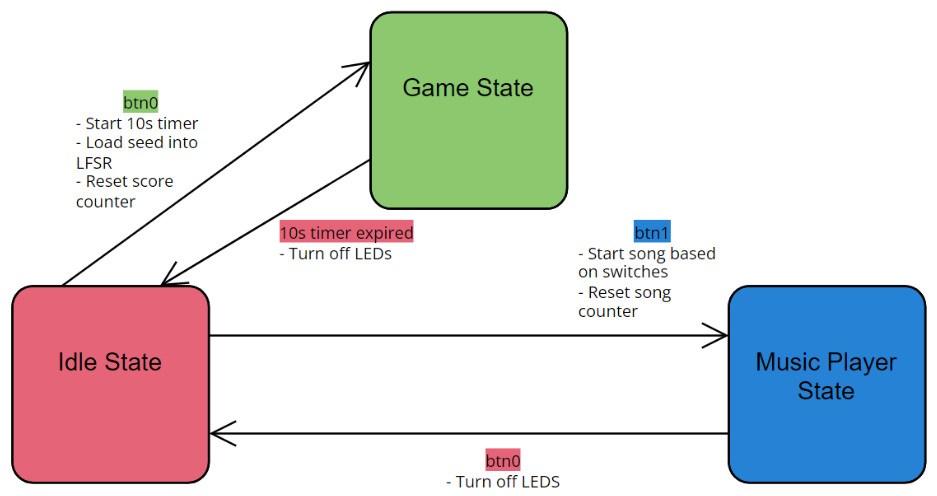 Game State
btn0
- Start 10s timer
- Load seed into
LFSR
- Reset score
counter
10s timer expired
- Turn off LEDs
btn1
- Start song based
on switches
- Reset song
counter
Idle State
Music Player
State
btn0
- Turn off LEDS